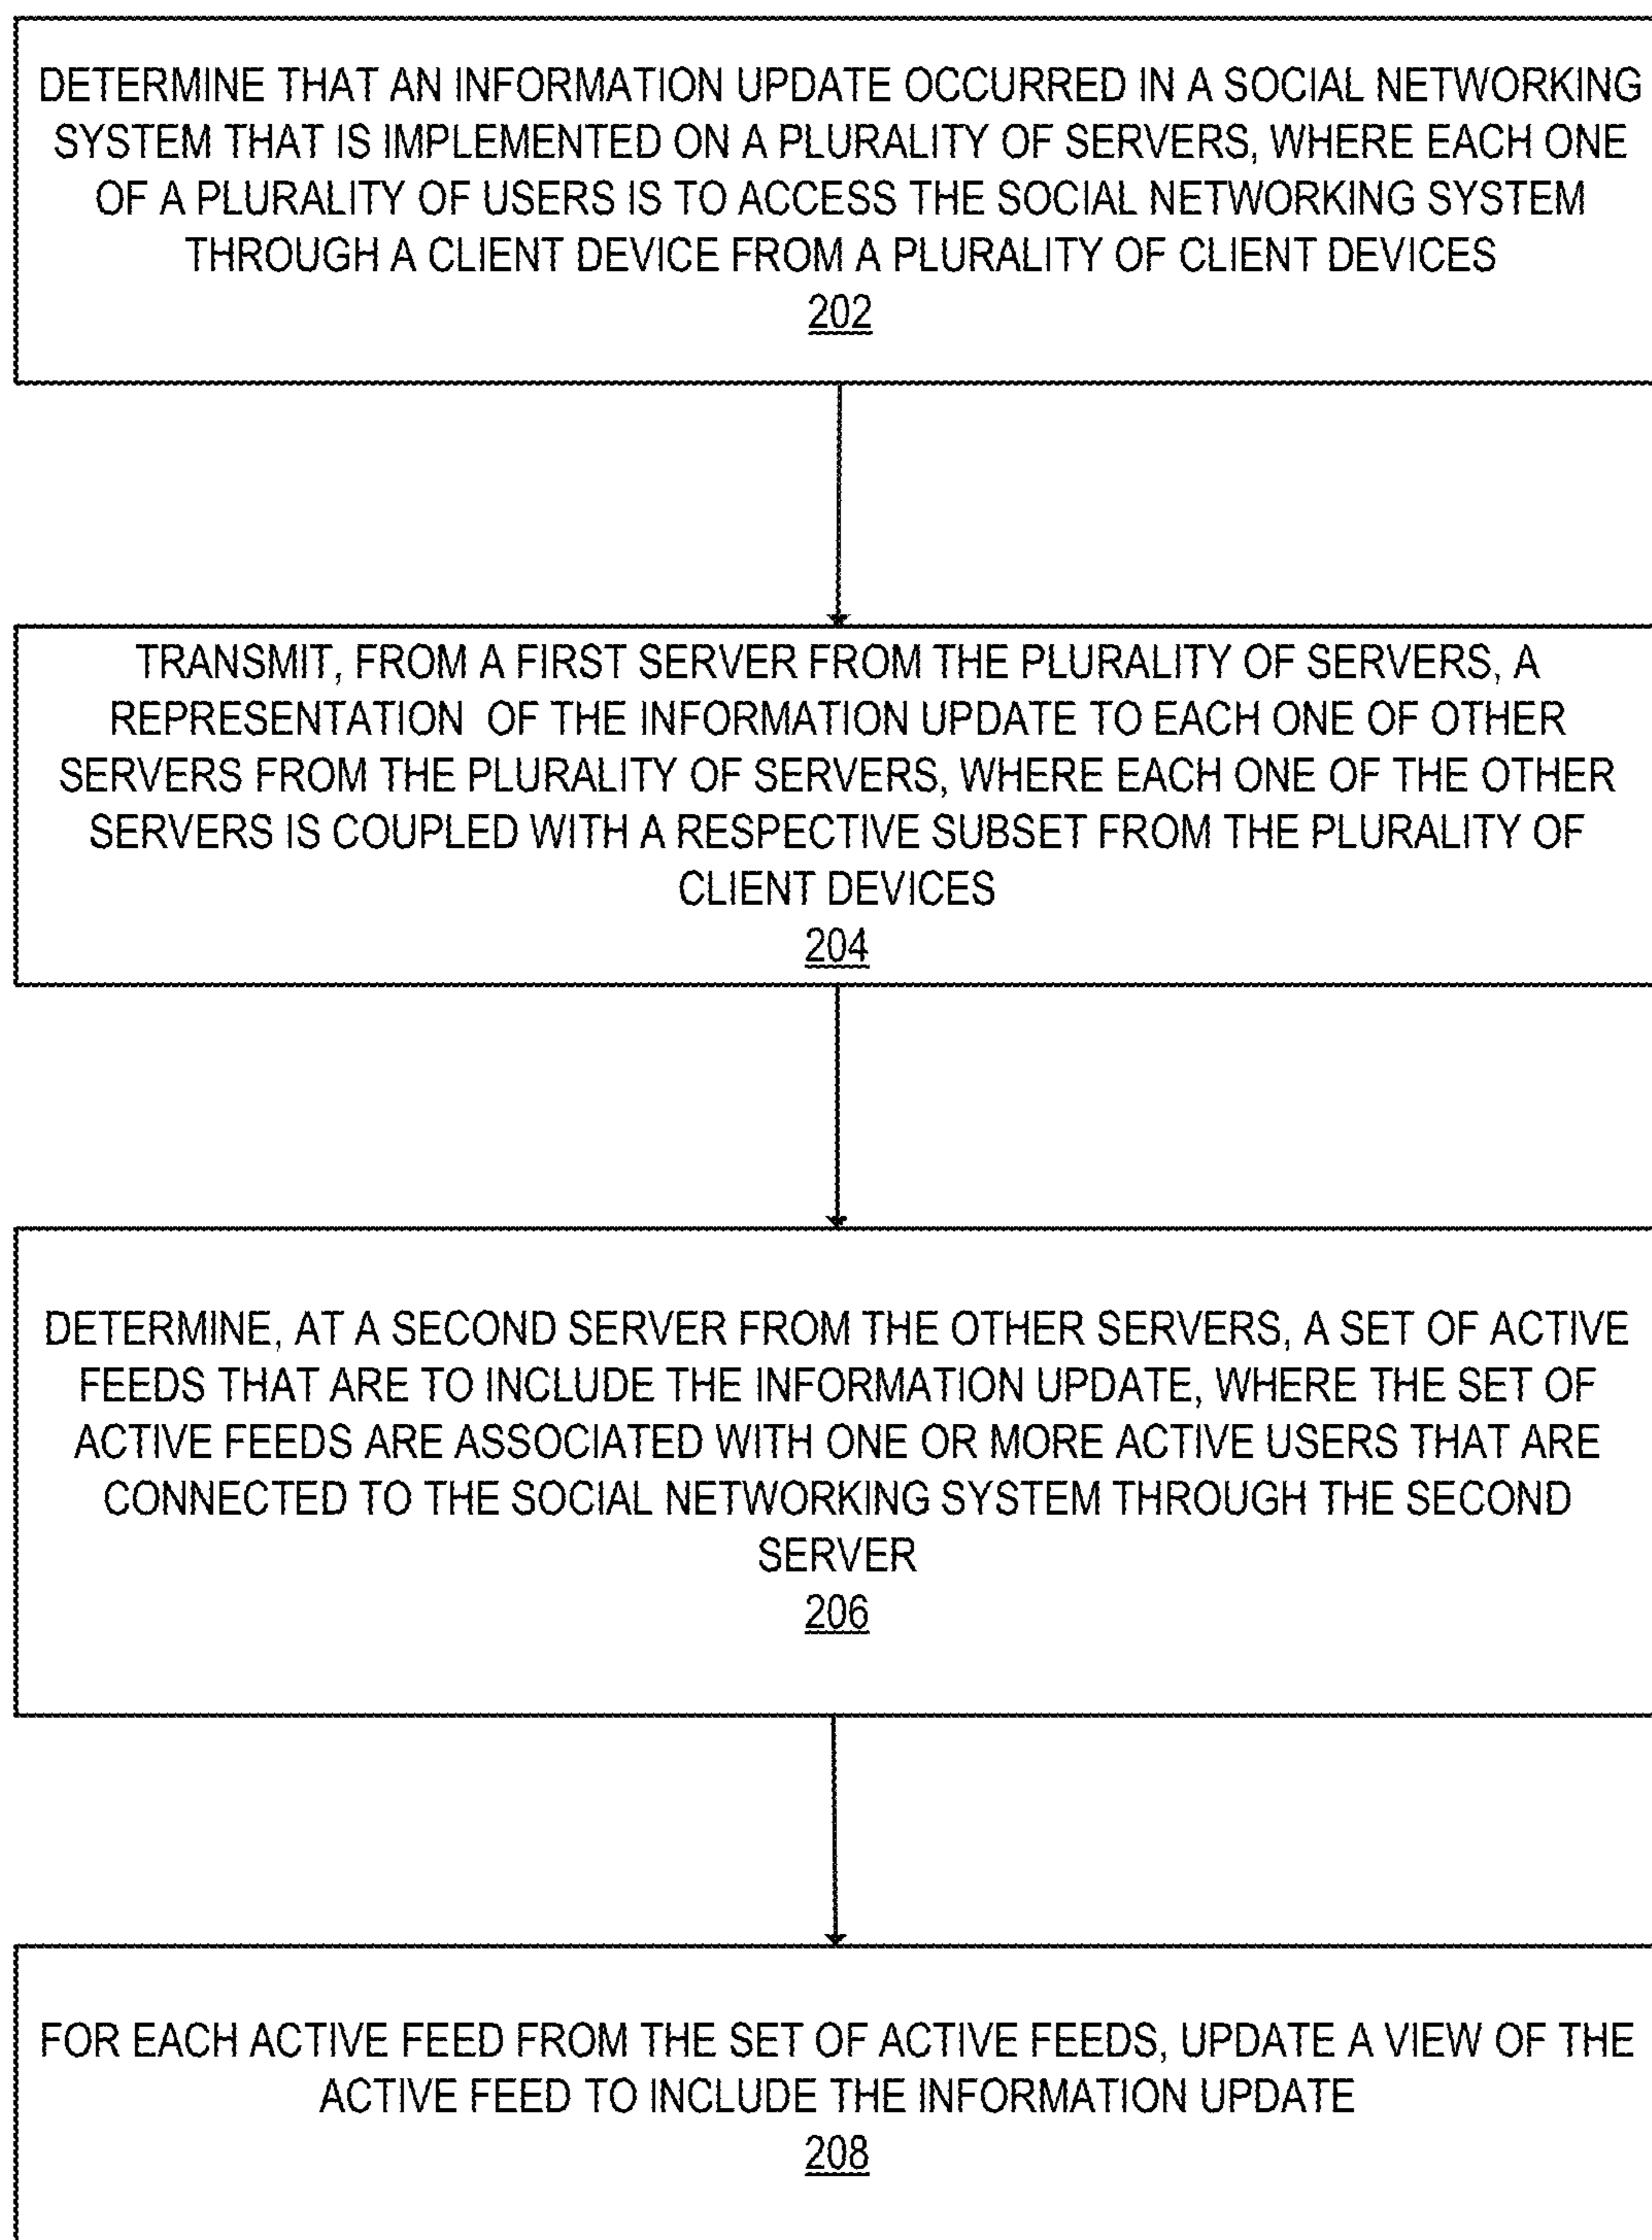 DETERMINE THAT AN INFORMATION UPDATE OCCURRED IN A SOCIAL NETWORKING
SYSTEM THAT IS IMPLEMENTED ON A PLURALITY OF SERVERS, WHERE EACH ONE
OF A PLURALITY OF USERS IS TO ACCESS THE SOCIAL NETWORKING SYSTEM
THROUGH A CLIENT DEVICE FROM A PLURALITY OF CLIENT DEVICES
202
TRANSMIT, FROM A FIRST SERVER FROM THE PLURALITY OF SERVERS, A
REPRESENTATION OF THE INFORMATION UPDATE TO EACH ONE OF OTHER
SERVERS FROM THE PLURALITY OF SERVERS, WHERE EACH ONE OF THE OTHER
SERVERS IS COUPLED WITH A RESPECTIVE SUBSET FROM THE PLURALITY OF
CLIENT DEVICES
204
DETERMINE, AT A SECOND SERVER FROM THE OTHER SERVERS, A SET OF ACTIVE
FEEDS THAT ARE TO INCLUDE THE INFORMATION UPDATE, WHERE THE SET OF
ACTIVE FEEDS ARE ASSOCIATED WITH ONE OR MORE ACTIVE USERS THAT ARE
CONNECTED TO THE SOCIAL NETWORKING SYSTEM THROUGH THE SECOND
SERVER
206
FOR EACH ACTIVE FEED FROM THE SET OF ACTIVE FEEDS, UPDATE A VIEW OF THE
ACTIVE FEED TO INCLUDE THE INFORMATION UPDATE
208